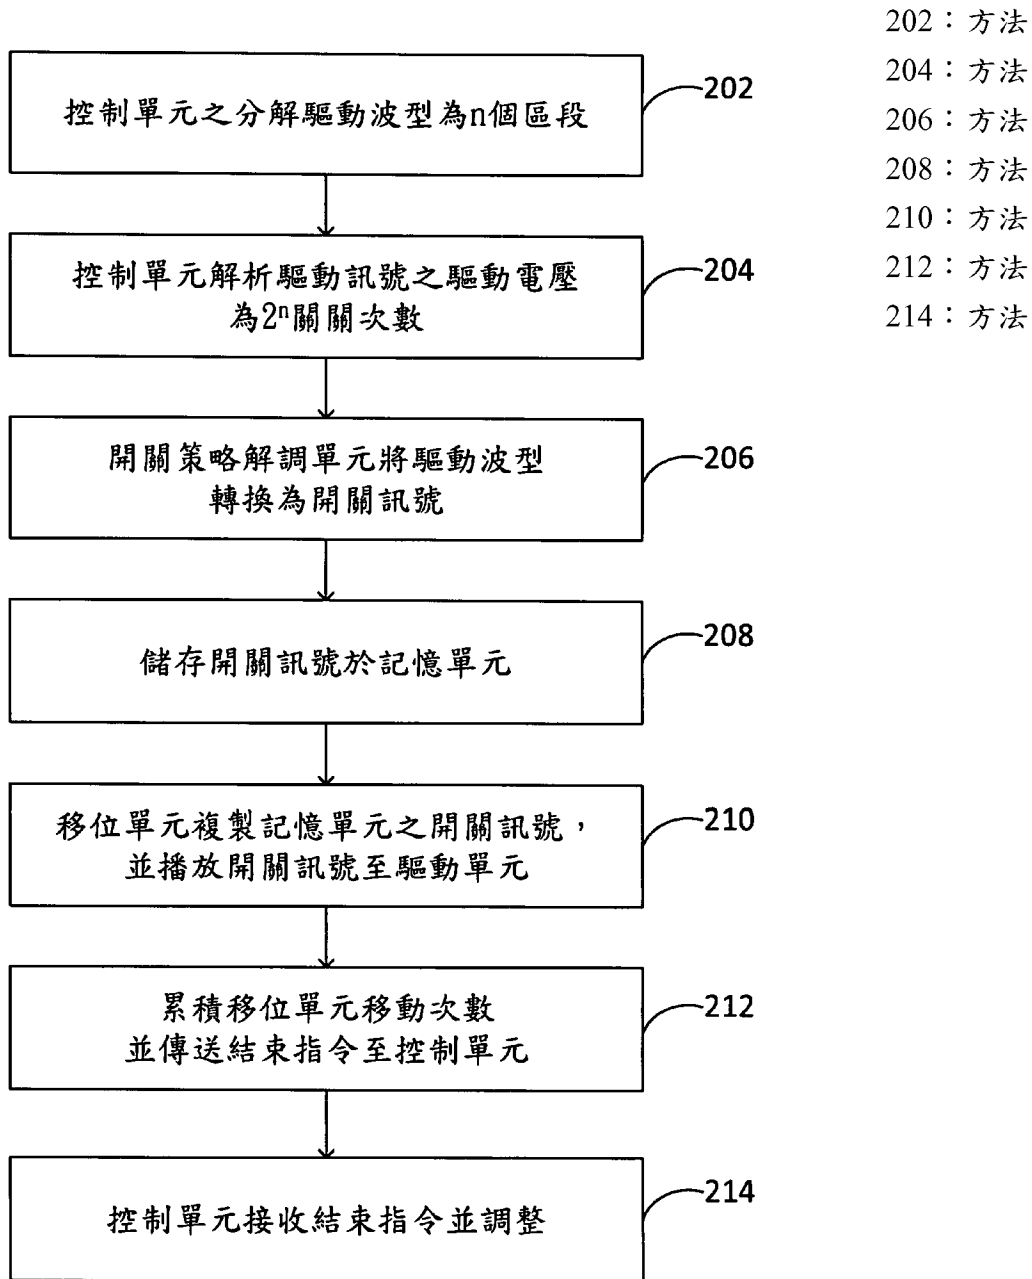 控制單元之分解驅動波型為n個區段
202
控制單元解析驅動訊號之驅動電壓
為2ⁿ關關次數
204
開關策略解調單元將驅動波型
轉換為開關訊號
206
儲存開關訊號於記憶單元
208
移位單元複製記憶單元之開關訊號，
並播放開關訊號至驅動單元
210
累積移位單元移動次數
並傳送結束指令至控制單元
212
控制單元接收結束指令並調整
214
202：方法
204：方法
206：方法
208：方法
210：方法
212：方法
214：方法